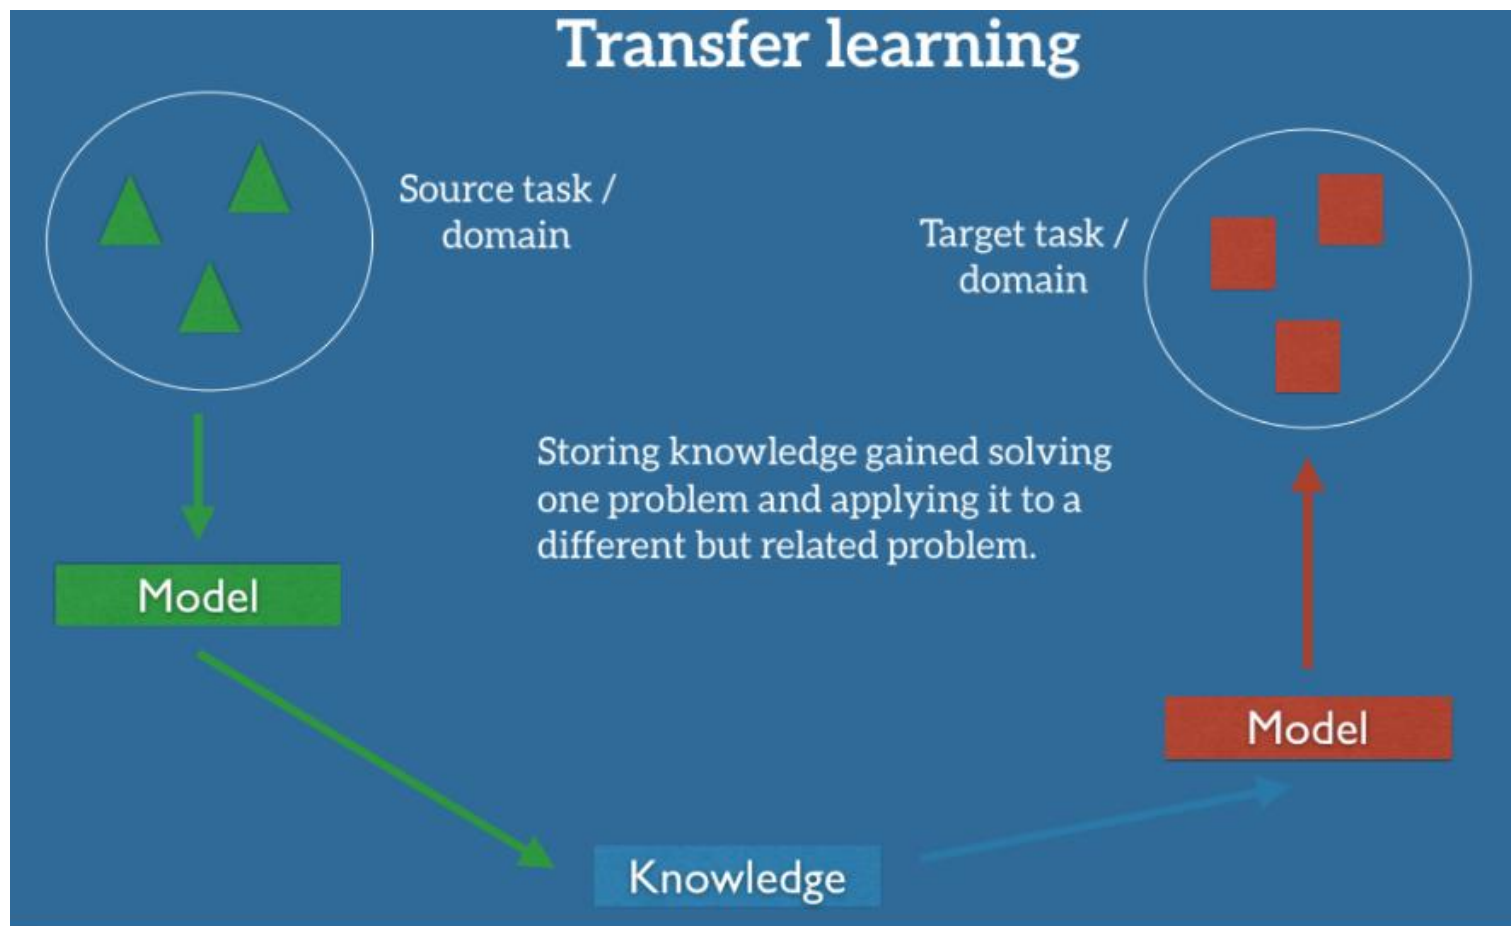 Transfer learning
Source task /
domain
Target task /
domain
Storing knowledge gained solving
one problem and applying it to a
different but related problem.
Model
Model
Knowledge